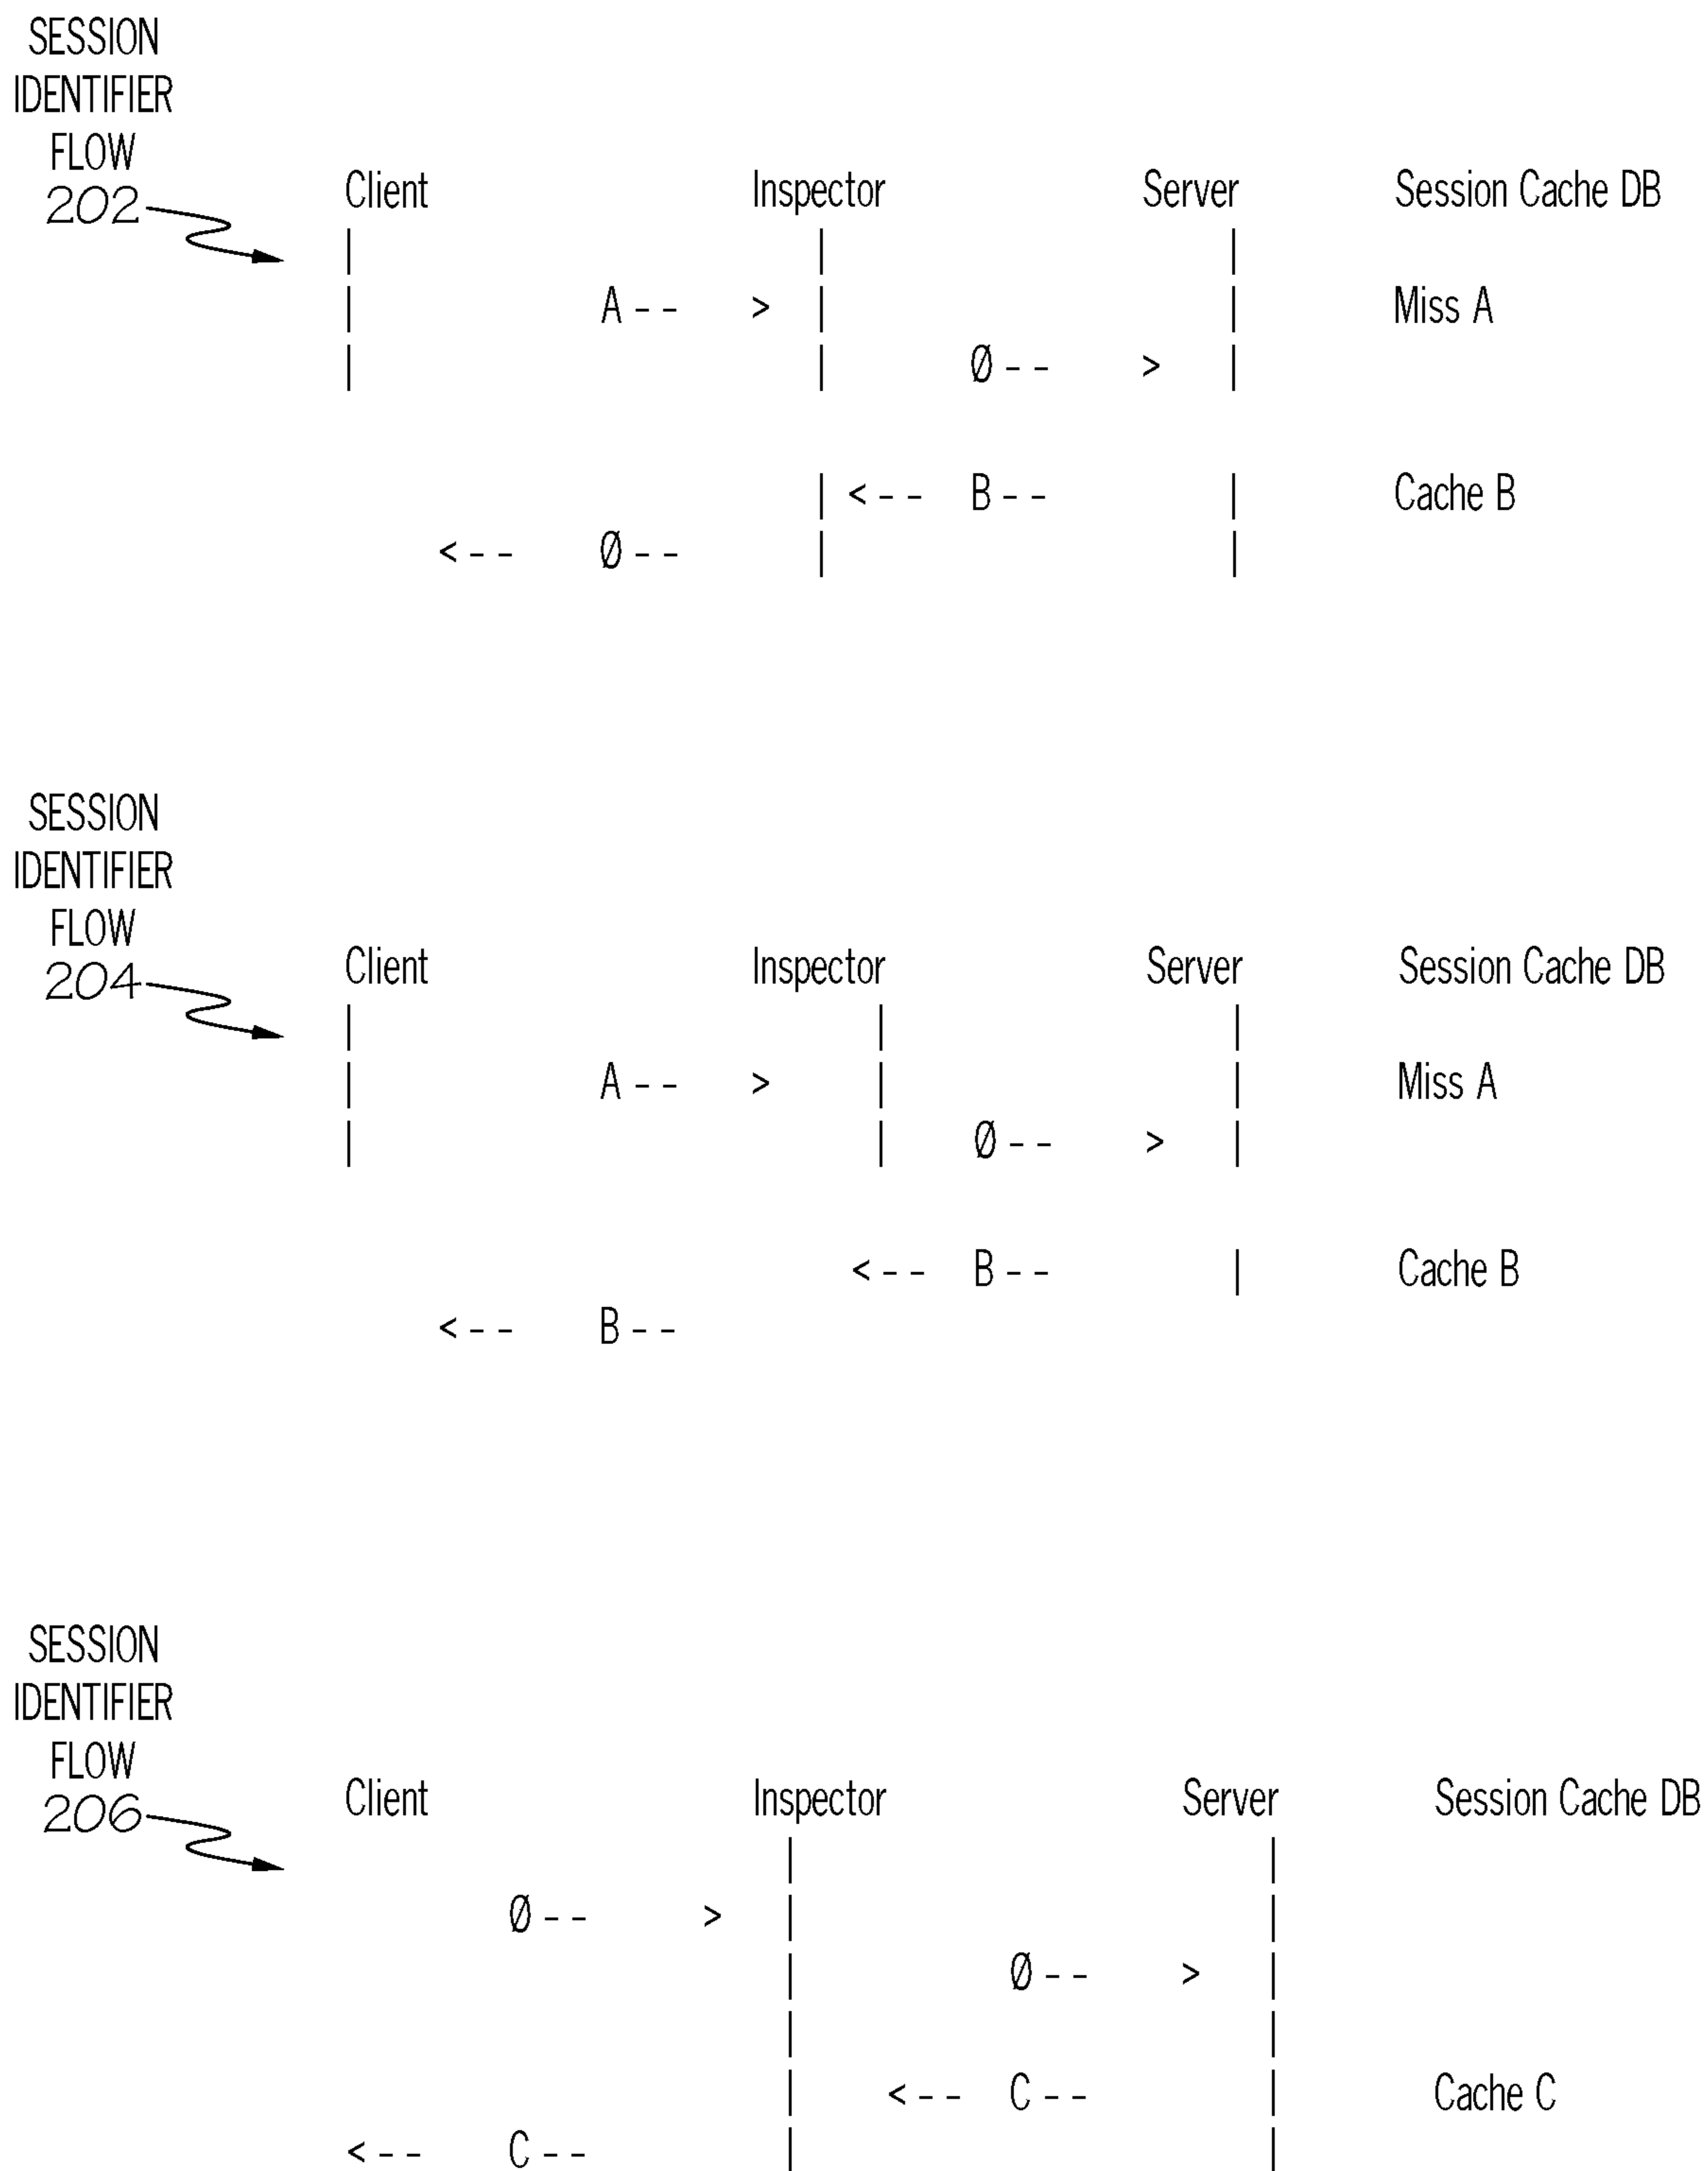 SESSION
IDENTIFIER
FLOW
202
Client Inspector Server Session Cache DB
| | |
| A-- > | | Miss A
| | Ø-- > |
| <-- B-- | Cache B
<-- Ø-- | |
SESSION
IDENTIFIER
FLOW
204
Client Inspector Server Session Cache DB
| | |
| A-- > | | Miss A
| | Ø-- > |
<-- B-- | Cache B
<-- B--
SESSION
IDENTIFIER
FLOW
206
Client Inspector Server Session Cache DB
| |
Ø-- > | |
| Ø-- > |
| |
| <-- C-- | Cache C
<-- C-- | |